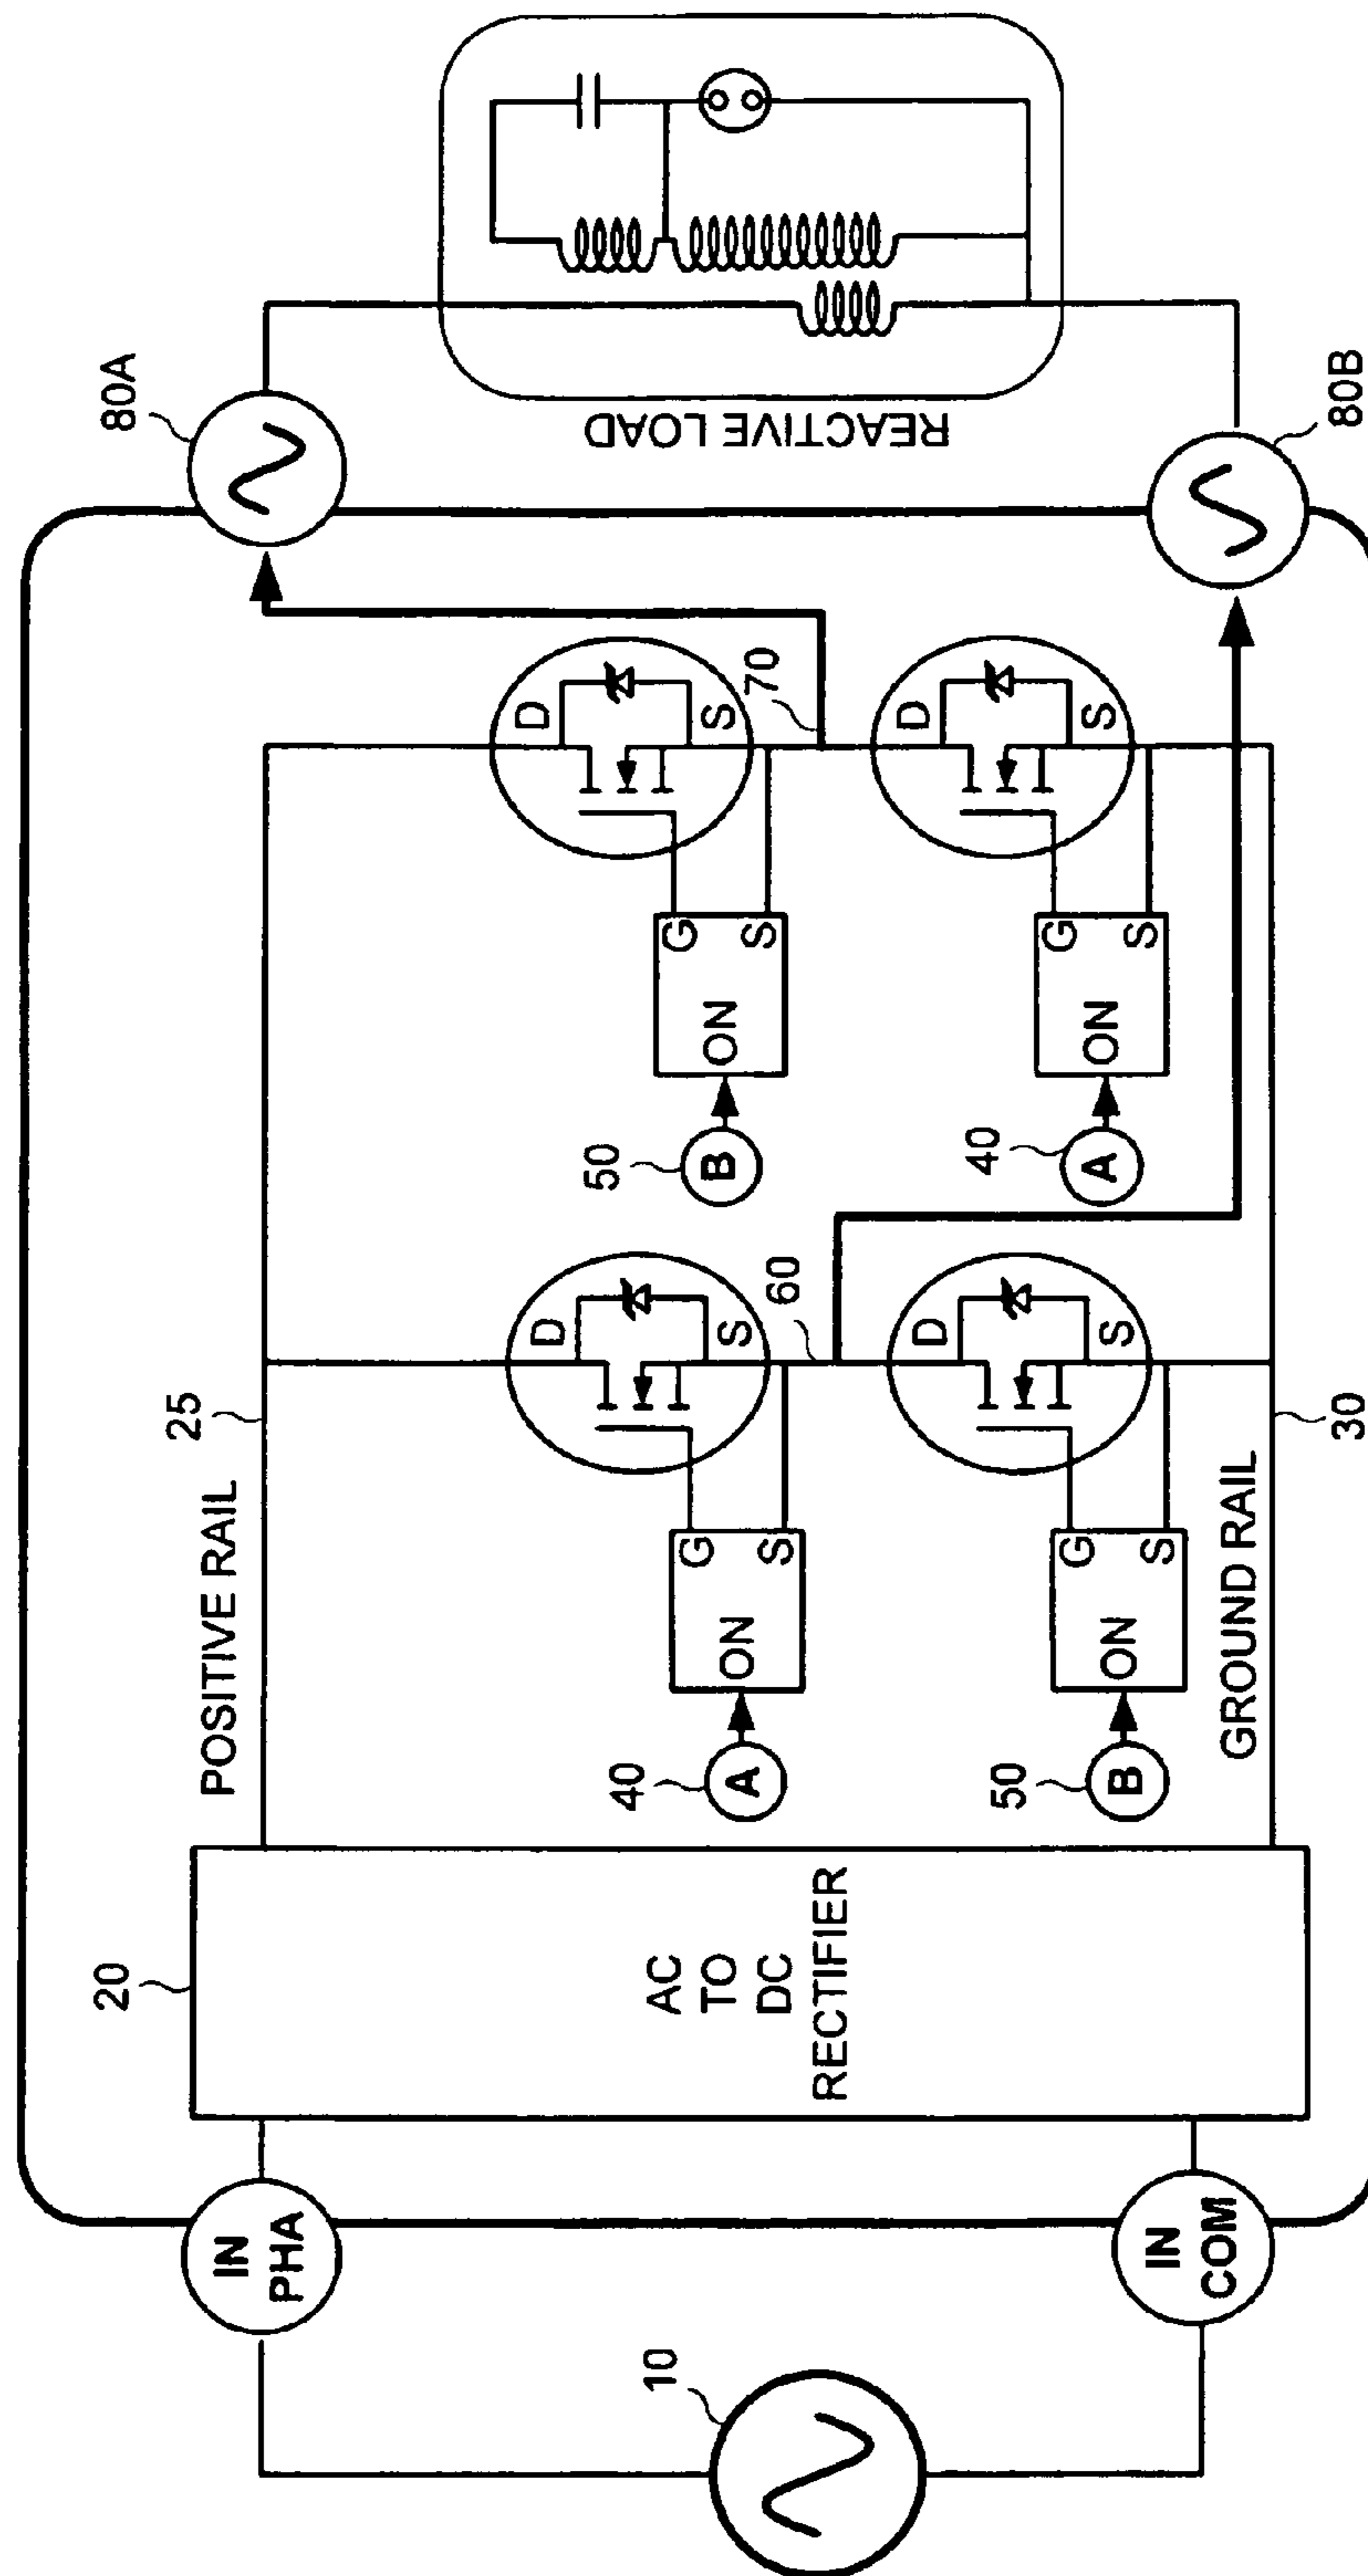 10
IN
PHA
IN
COM
20
AC
TO
DC
RECTIFIER
POSITIVE RAIL
25
GROUND RAIL
30
40
A
ON
G
S
D
S
60
50
B
ON
G
S
D
S
50
B
ON
G
S
D
S
70
40
A
ON
G
S
D
S
80A
80B
REACTIVE LOAD